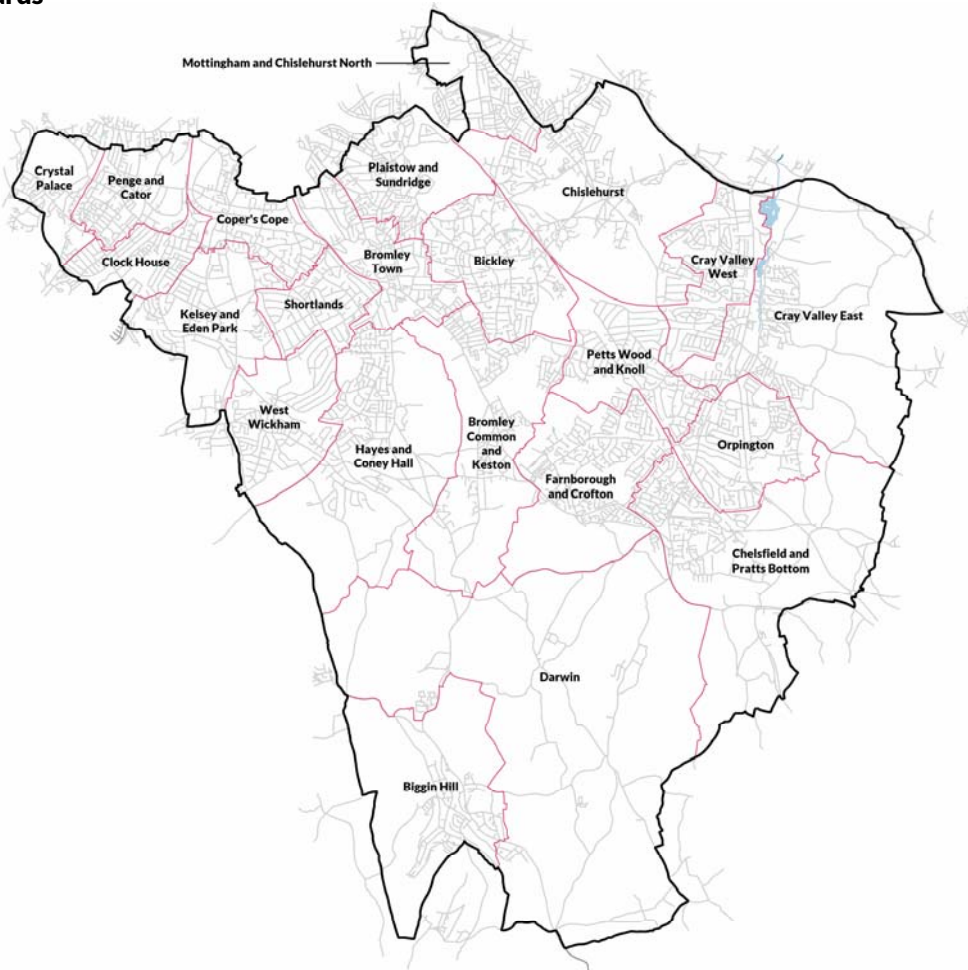 Mottingham and Chislehurst North
Crystal
Palace
Penge and
Cator
Plaistow and
Sundridge
Chislehurst
Coper's Cope
Clock House
Bromley
Town
Bickley
Cray Valley
West
Shortlands
Kelsey and
Eden Park
Cray Valley East
Petts Wood
and Knoll
West
Wickham
Hayes and
Coney Hall
Bromley
Common
and
Keston
Orpington
Farnborough
and Crofton
Chelsfield and
Pratts Bottom
Darwin
Biggin Hill